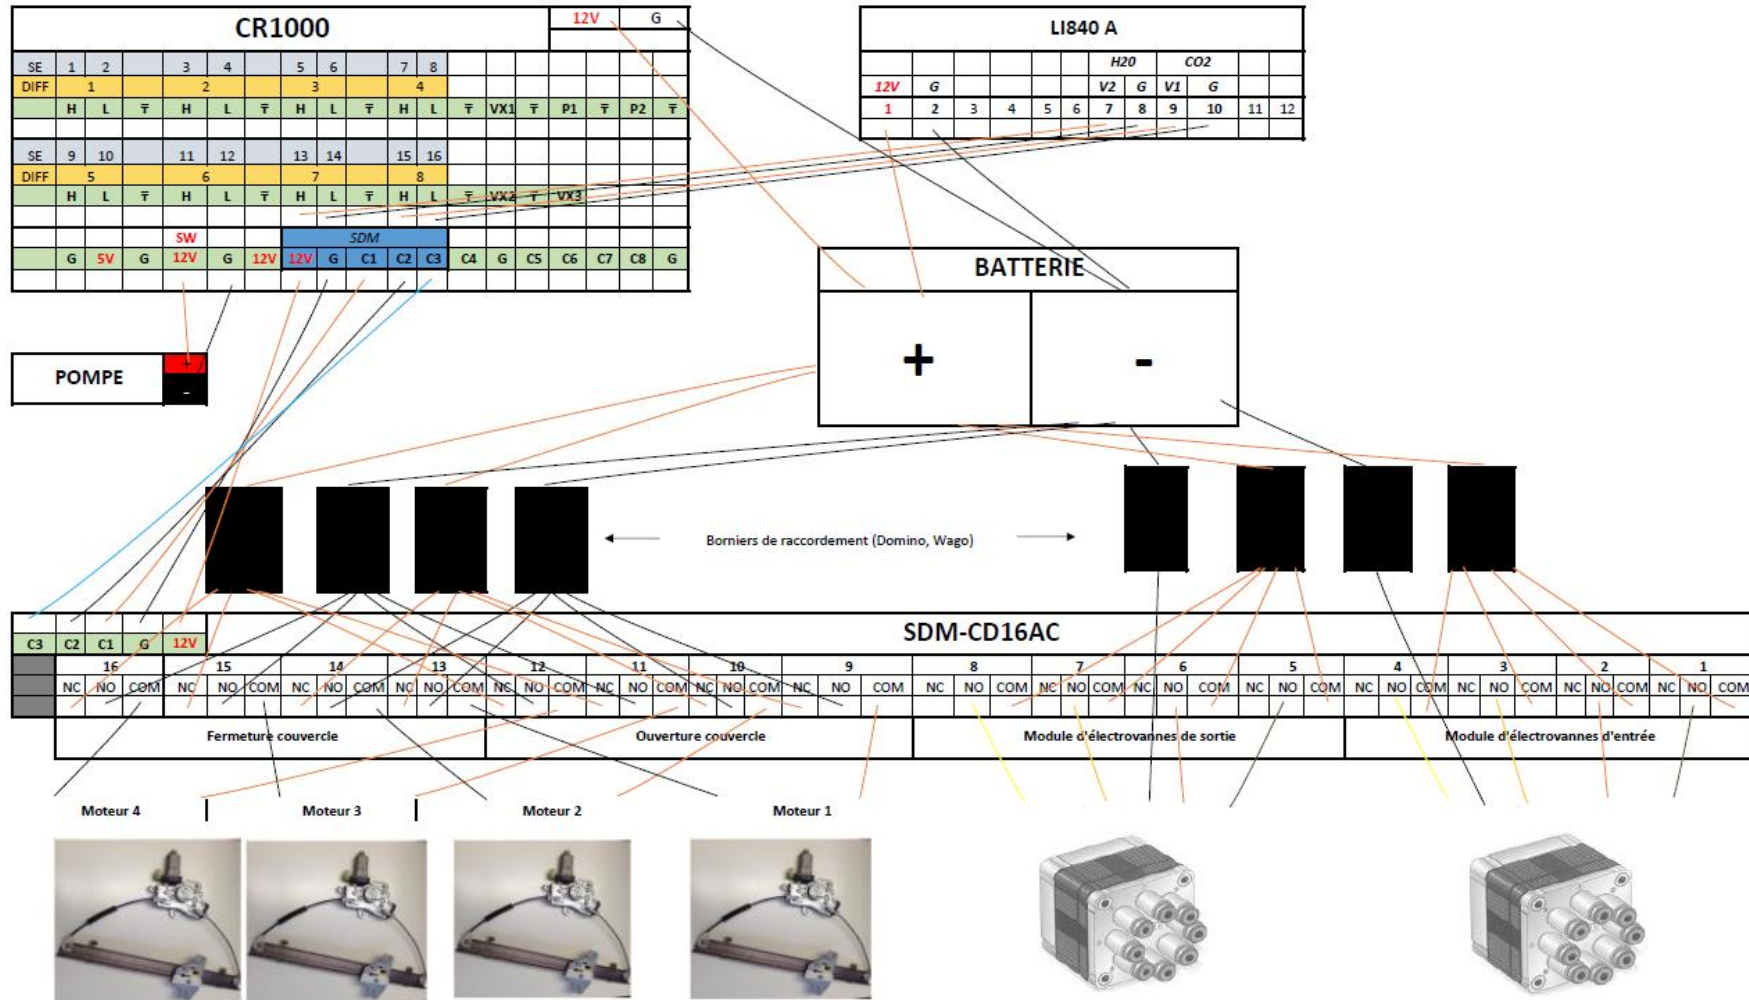 CR1000 12V G
SE 1 2 3 4 5 6 7 8
DIFF 1 2 3 4
H L ₸ H L ₸ H L ₸ H L ₸ VX1 ₸ P1 ₸ P2 ₸
SE 9 10 11 12 13 14 15 16
DIFF 5 6 7 8
H L ₸ H L ₸ H L ₸ H L ₸ VX2 ₸ VX3
SW SDM
G 5V G 12V G 12V 12V G C1 C2 C3 C4 G C5 C6 C7 C8 G
LI840 A
H20 CO2
12V G V2 G V1 G
1 2 3 4 5 6 7 8 9 10 11 12
BATTERIE
+ -
POMPE + -
Borniers de raccordement (Domino, Wago)
SDM-CD16AC
C3 C2 C1 G 12V
16 15 14 13 12 11 10 9 8 7 6 5 4 3 2 1
NC NO COM NC NO COM NC NO COM NC NO COM NC NO COM NC NO COM NC NO COM NC NO COM NC NO COM NC NO COM NC NO COM NC NO COM NC NO COM NC NO COM NC NO COM NC NO COM
Fermeture couvercle Ouverture couvercle Module d'électrovannes de sortie Module d'électrovannes d'entrée
Moteur 4 Moteur 3 Moteur 2 Moteur 1